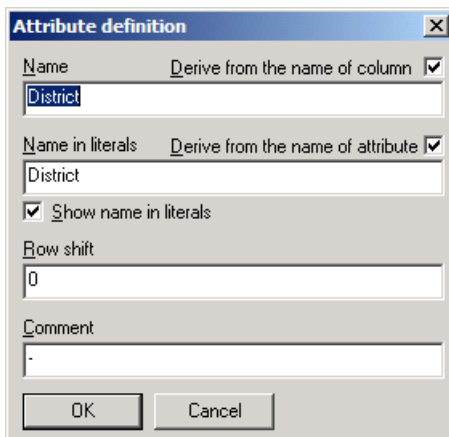 Attribute definition
Name Derive from the name of column
District
Name in literals Derive from the name of attribute
District
Show name in literals
Row shift
0
Comment
-
OK Cancel